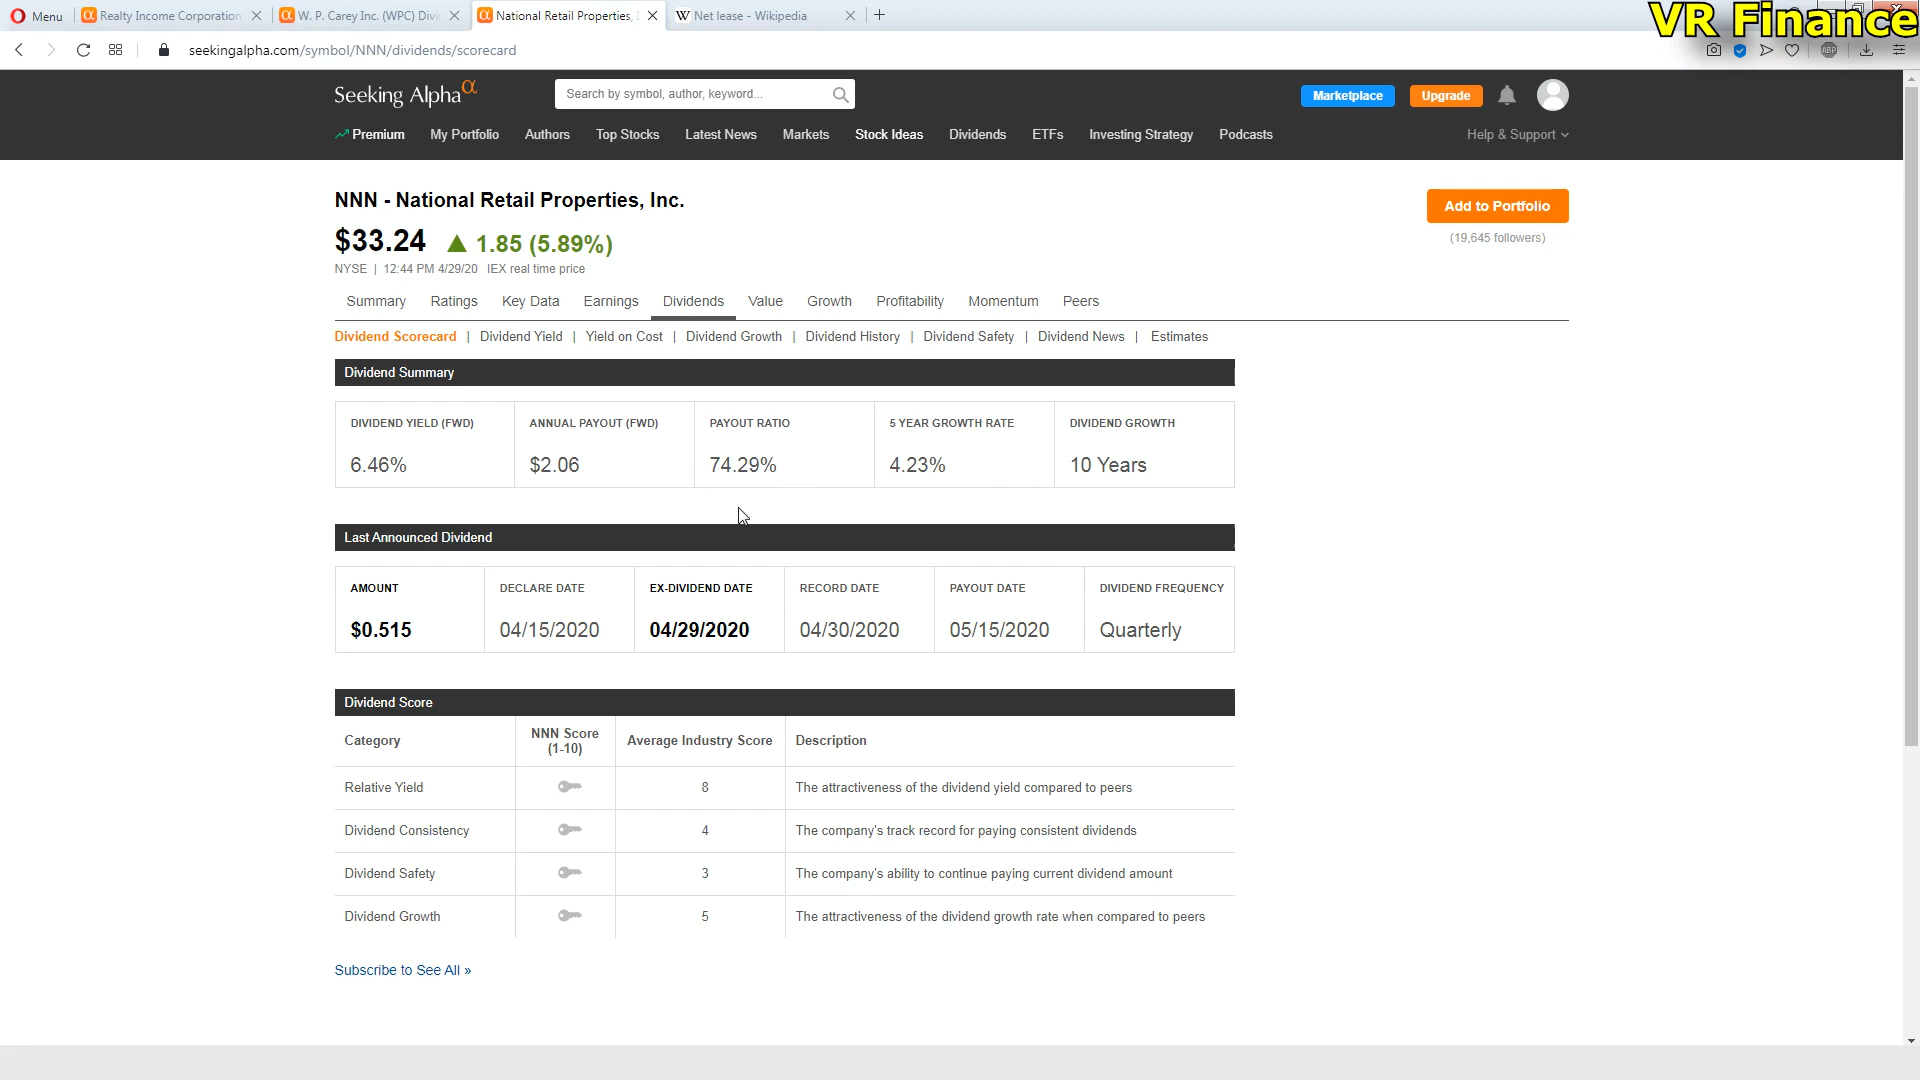 VR Finance
Menu
Realty Income Corporation
W. P. Carey Inc. (WPC) Divi
National Retail Properties, I
Net lease - Wikipedia
seekingalpha.com/symbol/NNN/dividends/scorecard
ABP
Seeking Alpha α
Search by symbol, author, keyword...
Marketplace
Upgrade
Premium My Portfolio Authors Top Stocks Latest News Markets Stock Ideas Dividends ETFs Investing Strategy Podcasts Help & Support
NNN - National Retail Properties, Inc.
Add to Portfolio
(19,645 followers)
$33.24 ▲ 1.85 (5.89%)
NYSE | 12:44 PM 4/29/20 IEX real time price
Summary Ratings Key Data Earnings Dividends Value Growth Profitability Momentum Peers
Dividend Scorecard | Dividend Yield | Yield on Cost | Dividend Growth | Dividend History | Dividend Safety | Dividend News | Estimates
Dividend Summary
DIVIDEND YIELD (FWD) ANNUAL PAYOUT (FWD) PAYOUT RATIO 5 YEAR GROWTH RATE DIVIDEND GROWTH
6.46% $2.06 74.29% 4.23% 10 Years
Last Announced Dividend
AMOUNT DECLARE DATE EX-DIVIDEND DATE RECORD DATE PAYOUT DATE DIVIDEND FREQUENCY
$0.515 04/15/2020 04/29/2020 04/30/2020 05/15/2020 Quarterly
Dividend Score
Category NNN Score (1-10) Average Industry Score Description
Relative Yield 8 The attractiveness of the dividend yield compared to peers
Dividend Consistency 4 The company's track record for paying consistent dividends
Dividend Safety 3 The company's ability to continue paying current dividend amount
Dividend Growth 5 The attractiveness of the dividend growth rate when compared to peers
Subscribe to See All »